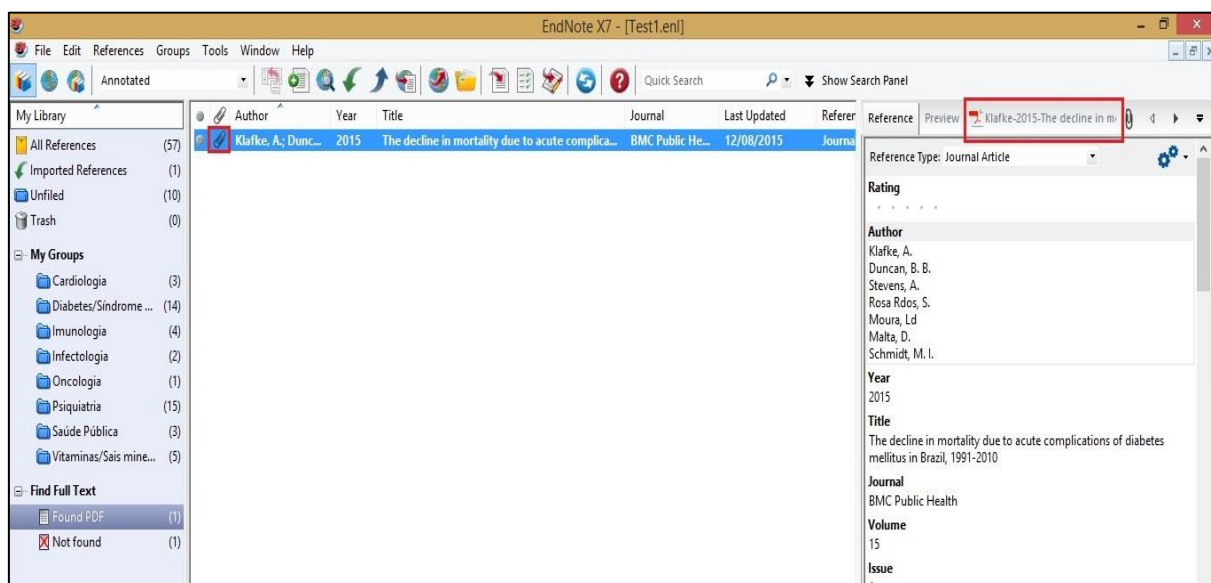 EndNote X7 - [Test1.enl]
File Edit References Groups Tools Window Help
Annotated Quick Search Show Search Panel
My Library
All References (57)
Imported References (1)
Unfiled (10)
Trash (0)
My Groups
Cardiologia (3)
Diabetes/Síndrome ... (14)
Imunologia (4)
Infectologia (2)
Oncologia (1)
Psiquiatria (15)
Saúde Pública (3)
Vitaminas/Sais mine... (5)
Find Full Text
Found PDF (1)
Not found (1)
Author Year Title Journal Last Updated Referen
Klafke, A.; Dunc... 2015 The decline in mortality due to acute complica... BMC Public He... 12/08/2015 Journa
Reference Preview Klafke-2015-The decline in m
Reference Type: Journal Article
Rating
Author
Klafke, A.
Duncan, B. B.
Stevens, A.
Rosa Rdos, S.
Moura, Ld
Malta, D.
Schmidt, M. I.
Year
2015
Title
The decline in mortality due to acute complications of diabetes
mellitus in Brazil, 1991-2010
Journal
BMC Public Health
Volume
15
Issue